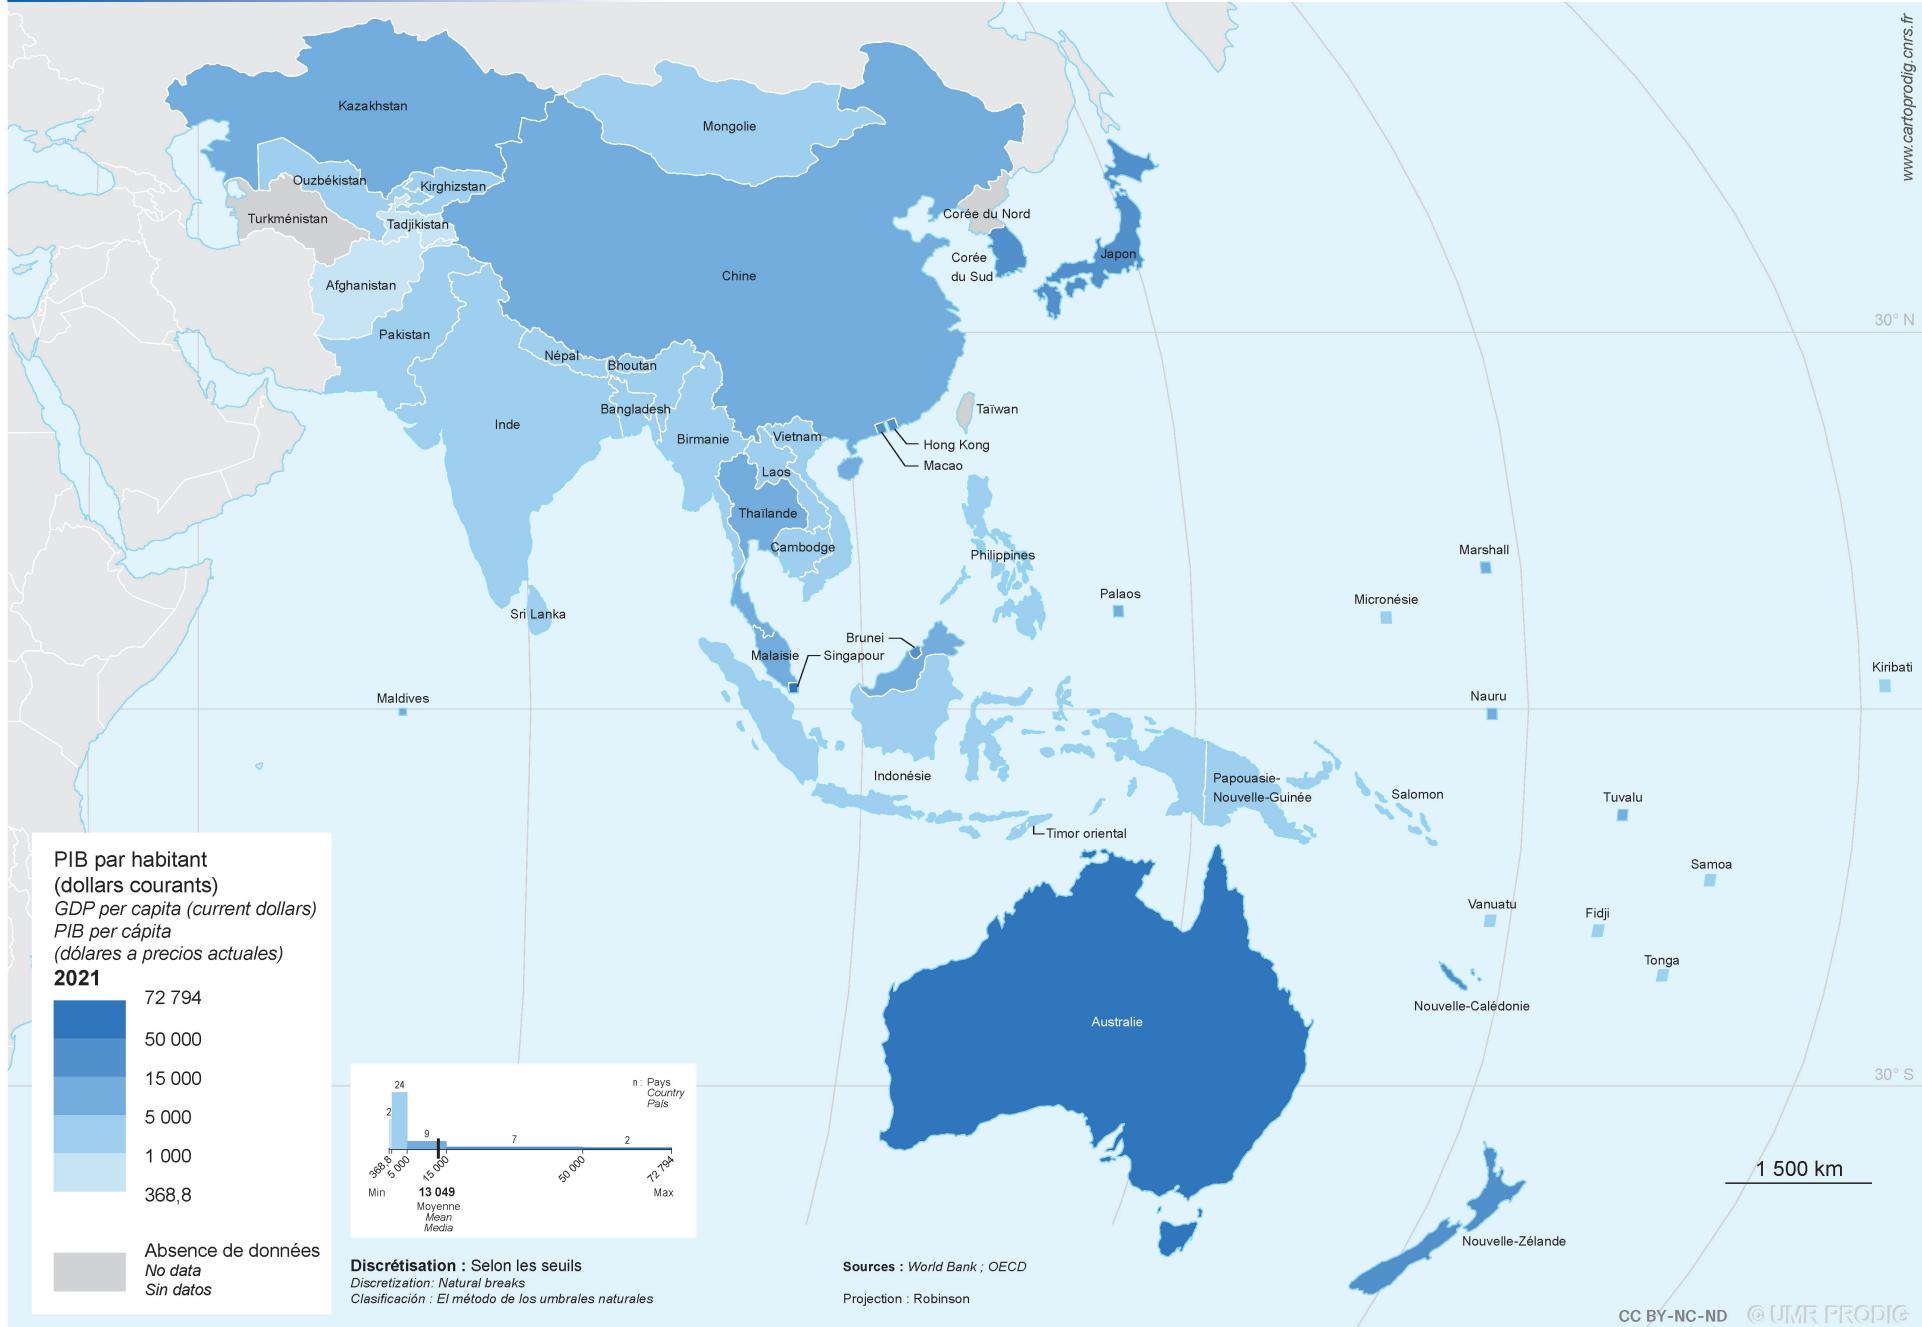 www.cartoprodig.cnrs.fr
Kazakhstan
Mongolie
Ouzbékistan
Kirghizstan
Turkménistan
Tadjikistan
Corée du Nord
Corée
du Sud
Japon
Chine
Afghanistan
Pakistan
30° N
Népal
Bhoutan
Bangladesh
Inde
Birmanie
Vietnam
Taïwan
Hong Kong
Macao
Laos
Thaïlande
Cambodge
Philippines
Marshall
Palaos
Micronésie
Sri Lanka
Brunei
Malaisie
Singapour
Kiribati
Maldives
Nauru
Indonésie
Papouasie-
Nouvelle-Guinée
Salomon
Tuvalu
Timor oriental
Samoa
Vanuatu
Fidji
Tonga
Nouvelle-Calédonie
Australie
30° S
Nouvelle-Zélande
1 500 km
PIB par habitant
(dollars courants)
GDP per capita (current dollars)
PIB per cápita
(dólares a precios actuales)
2021
72 794
50 000
15 000
5 000
1 000
368,8
Absence de données
No data
Sin datos
24
2
9
7
2
n : Pays
Country
País
368,8
5 000
15 000
50 000
72 794
Min
13 049
Max
Moyenne
Mean
Media
Discrétisation : Selon les seuils
Discretization: Natural breaks
Clasificación : El método de los umbrales naturales
Sources : World Bank ; OECD
Projection : Robinson
CC BY-NC-ND © UMR PRODIG